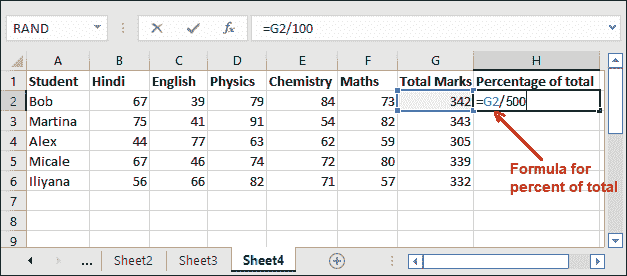 RAND =G2/100
A B C D E F G H
1 Student Hindi English Physics Chemistry Maths Total Marks Percentage of total
2 Bob 67 39 79 84 73 342 =G2/500
3 Martina 75 41 91 54 82 343
4 Alex 44 77 63 62 59 305
5 Micale 67 46 74 72 80 339
6 Iliyana 56 66 82 71 57 332
Formula for
percent of total
7
8
9
... Sheet2 Sheet3 Sheet4